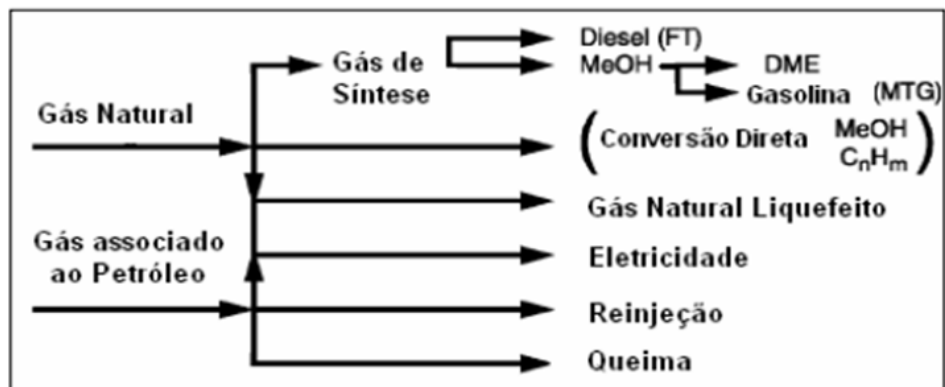 Diesel (FT)
Gás de
Síntese
MeOH
DME
Gasolina (MTG)
Gás Natural
(Conversão Direta MeOH
CnHm)
Gás Natural Liquefeito
Gás associado
ao Petróleo
Eletricidade
Reinjeção
Queima